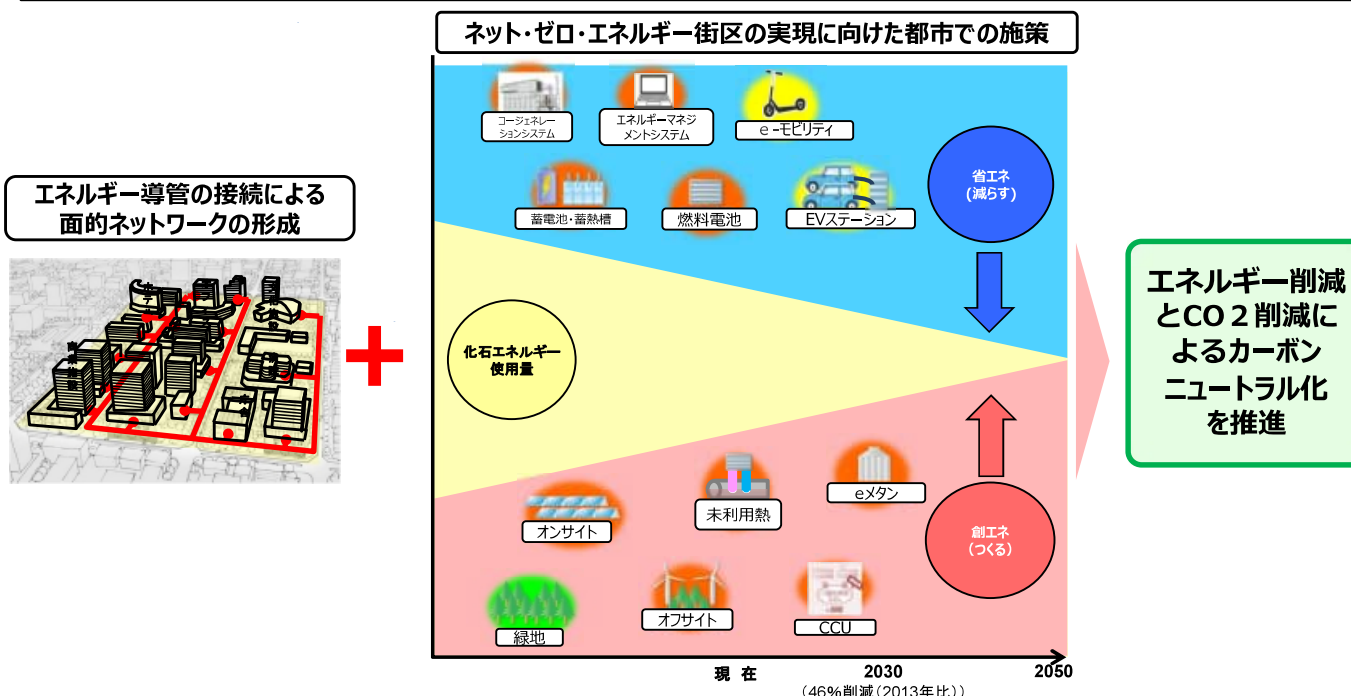 ネット・ゼロ・エネルギー街区の実現に向けた都市での施策
エネルギー導管の接続による
面的ネットワークの形成
コージェネレー
ションシステム
エネルギーマネジ
メントシステム
e-モビリティ
蓄電池・蓄熱槽
燃料電池
EVステーション
省エネ
(減らす)
化石エネルギー
使用量
オンサイト
未利用熱
eメタン
緑地
オフサイト
CCU
創エネ
(つくる)
現 在
2030
2050
(46%削減(2013年比))
エネルギー削減
とCO2削減に
よるカーボン
ニュートラル化
を推進